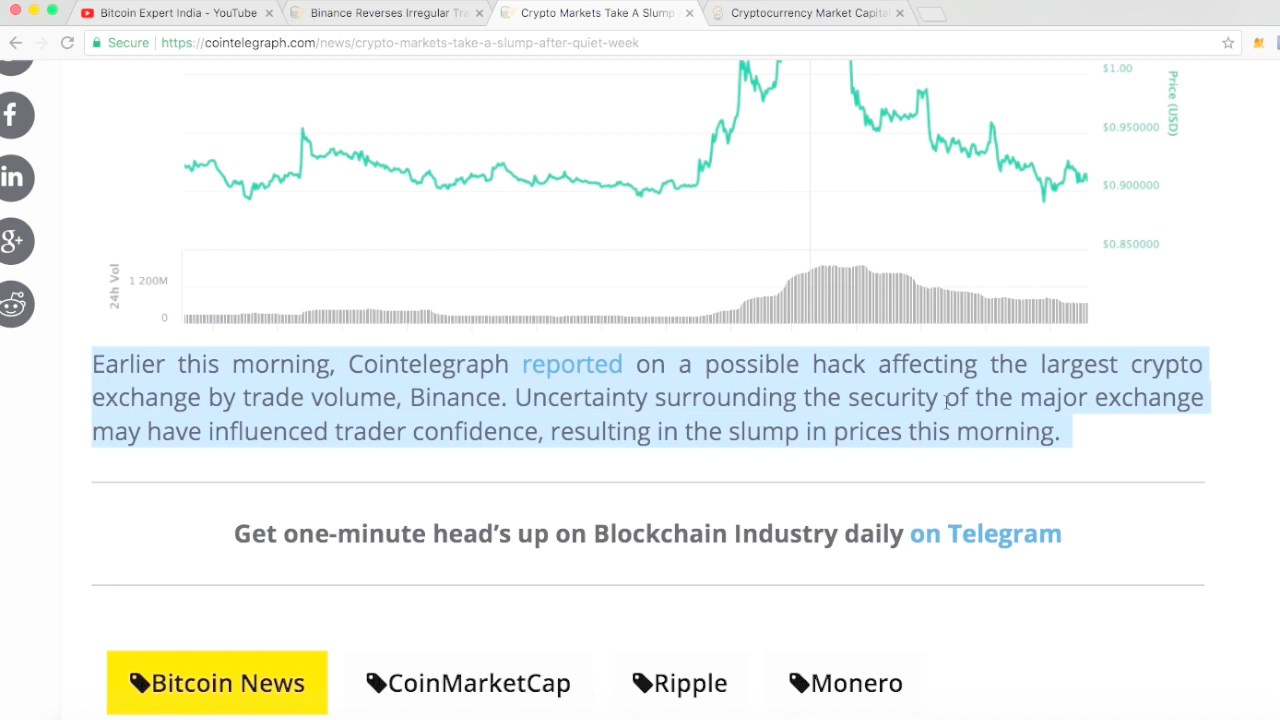 Bitcoin Expert India - YouTube
Binance Reverses Irregular Tra
Crypto Markets Take A Slump
Cryptocurrency Market Capital
Secure https://cointelegraph.com/news/crypto-markets-take-a-slump-after-quiet-week
$1.00
$0.950000
$0.900000
$0.850000
Price (USD)
24h Vol
1 200M
0
f
in
g+
Earlier this morning, Cointelegraph reported on a possible hack affecting the largest crypto
exchange by trade volume, Binance. Uncertainty surrounding the security of the major exchange
may have influenced trader confidence, resulting in the slump in prices this morning.
Get one-minute head’s up on Blockchain Industry daily on Telegram
Bitcoin News
CoinMarketCap
Ripple
Monero